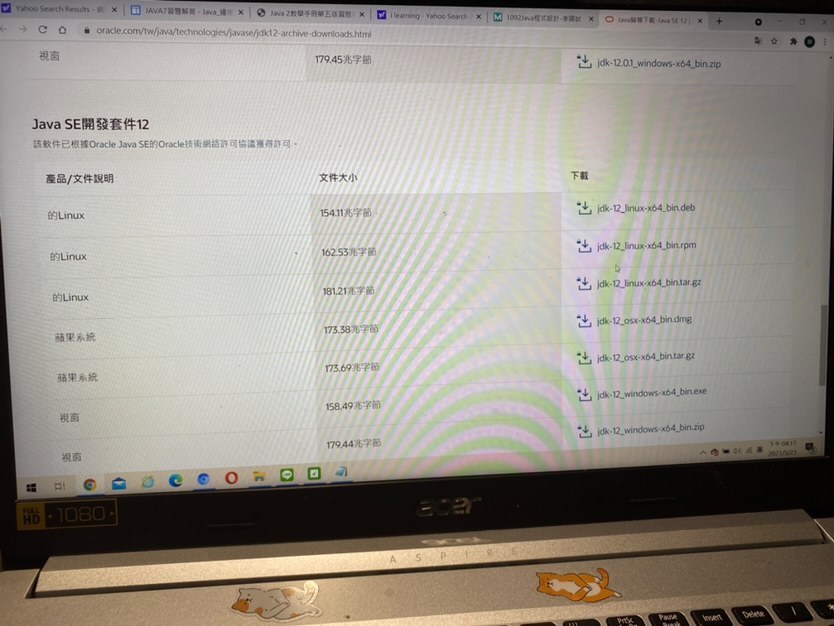 Yahoo Search Results -
JAVA7習題解答 - Java_鍾
Java 2教學手冊第五版習題
I learning - Yahoo Search
1092Java程式設計-李國誌
Java歸檔下載-Java SE 12
oracle.com/tw/java/technologies/javase/jdk12-archive-downloads.html
視窗 179.45兆字節 jdk-12.0.1_windows-x64_bin.zip
Java SE開發套件12
該軟件已根據Oracle Java SE的Oracle技術網絡許可協議獲得許可。
產品/文件說明 文件大小 下載
的Linux 154.11兆字節 jdk-12_linux-x64_bin.deb
的Linux 162.53兆字節 jdk-12_linux-x64_bin.rpm
的Linux 181.21兆字節 jdk-12_linux-x64_bin.tar.gz
蘋果系統 173.38兆字節 jdk-12_osx-x64_bin.dmg
蘋果系統 173.69兆字節 jdk-12_osx-x64_bin.tar.gz
視窗 158.49兆字節 jdk-12_windows-x64_bin.exe
視窗 179.44兆字節 jdk-12_windows-x64_bin.zip
下午 04:17
FULL HD 1080
acer
ASPIRE
PrtSc
Pause Break
Insert
Delete